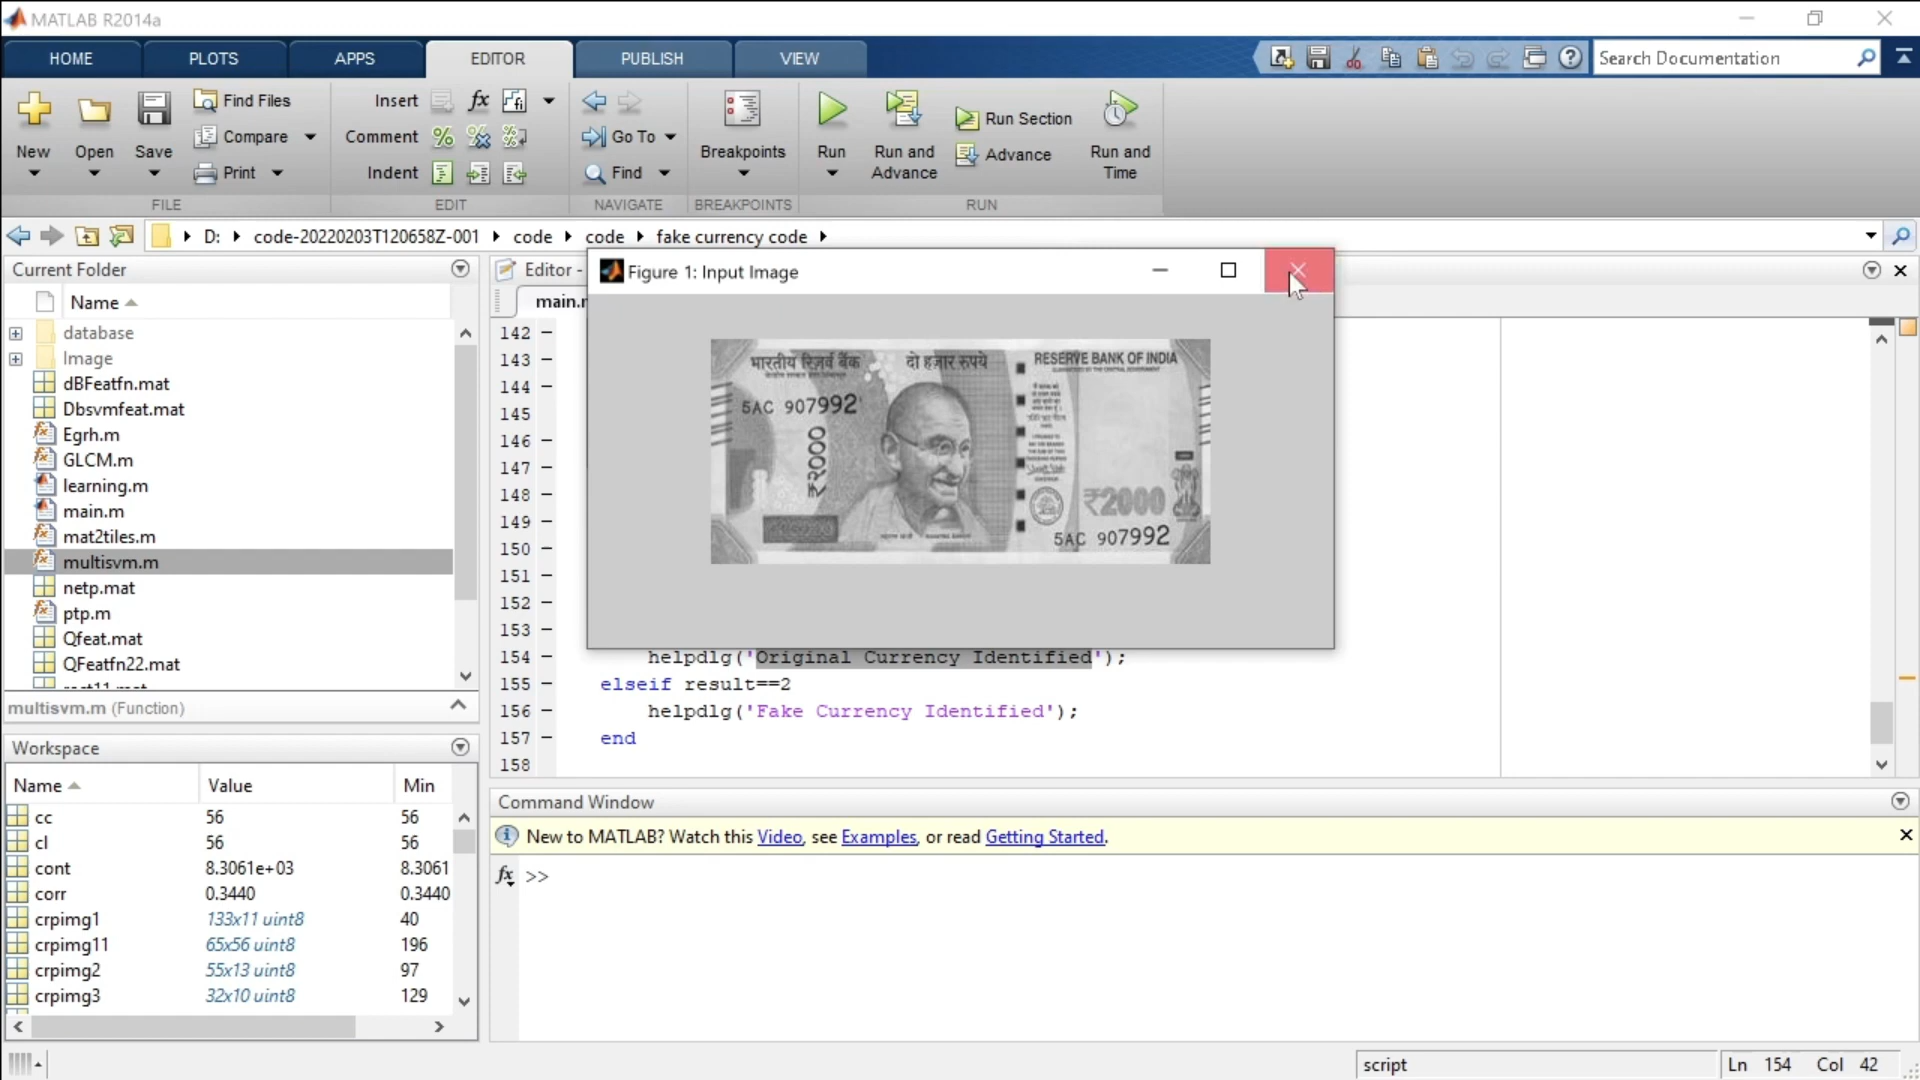 MATLAB R2014a
HOME PLOTS APPS EDITOR PUBLISH VIEW
Search Documentation
New Open Save
Find Files
Compare
Print
Insert
Comment
Indent
Go To
Find
Breakpoints
Run
Run and Advance
Run Section
Advance
Run and Time
FILE EDIT NAVIGATE BREAKPOINTS RUN
D: code-20220203T120658Z-001 code code fake currency code
Current Folder
Name
database
Image
dBFeatfn.mat
Dbsvmfeat.mat
Egrh.m
GLCM.m
learning.m
main.m
mat2tiles.m
multisvm.m
netp.mat
ptp.m
Qfeat.mat
QFeatfn22.mat
multisvm.m (Function)
Workspace
Name Value Min
cc 56 56
cl 56 56
cont 8.3061e+03 8.3061
corr 0.3440 0.3440
crpimg1 133x11 uint8 40
crpimg11 65x56 uint8 196
crpimg2 55x13 uint8 97
crpimg3 32x10 uint8 129
Editor -
main.m
Figure 1: Input Image
भारतीय रिज़र्व बैंक दो हज़ार रुपये RESERVE BANK OF INDIA
5AC 907992
₹2000
₹2000
5AC 907992
142
143
144
145
146
147
148
149
150
151
152
153
154 helpdlg('Original Currency Identified');
155 elseif result==2
156 helpdlg('Fake Currency Identified');
157 end
158
Command Window
New to MATLAB? Watch this Video, see Examples, or read Getting Started.
fx >>
script Ln 154 Col 42